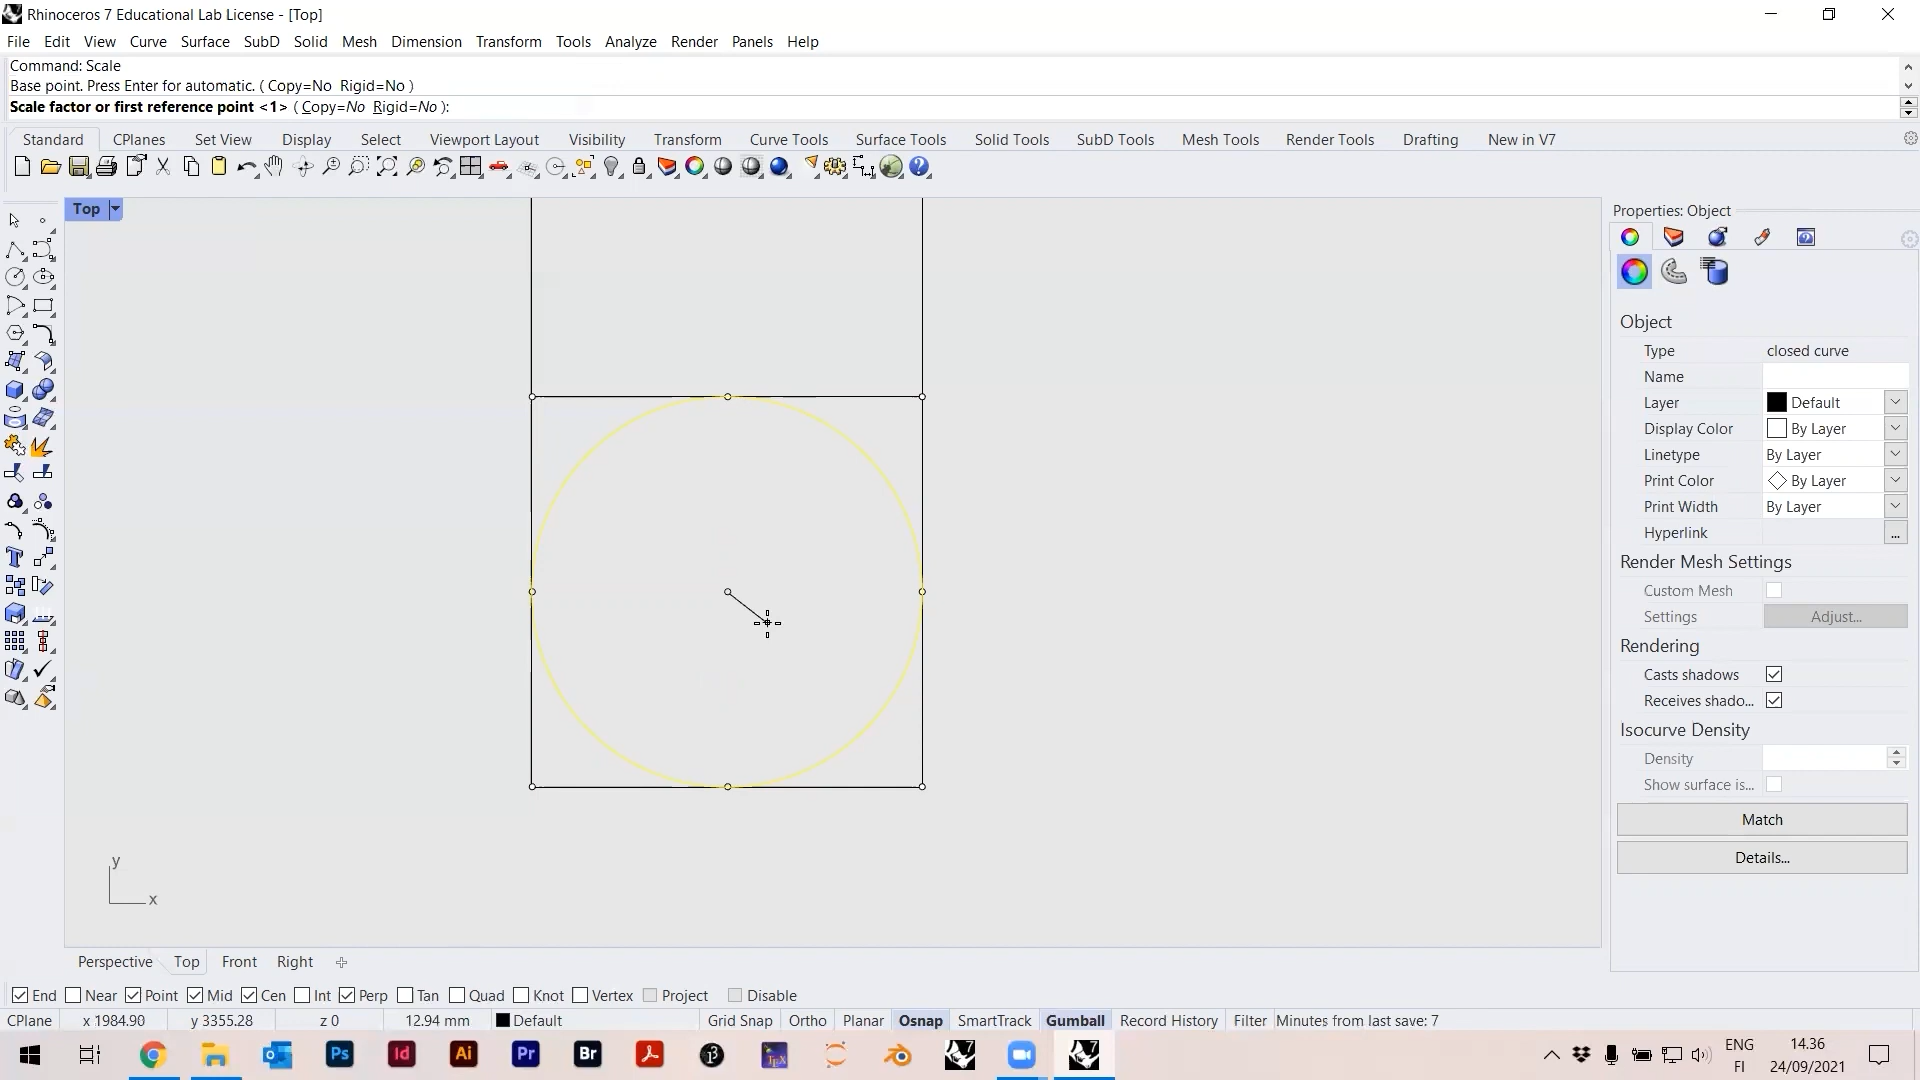 Rhinoceros 7 Educational Lab License - [Top]
File Edit View Curve Surface SubD Solid Mesh Dimension Transform Tools Analyze Render Panels Help
Command: Scale
Base point. Press Enter for automatic. ( Copy=No Rigid=No )
Scale factor or first reference point <1> ( Copy=No Rigid=No ):
Standard CPlanes Set View Display Select Viewport Layout Visibility Transform Curve Tools Surface Tools Solid Tools SubD Tools Mesh Tools Render Tools Drafting New in V7
Top
Properties: Object
Object
Type closed curve
Name
Layer Default
Display Color By Layer
Linetype By Layer
Print Color By Layer
Print Width By Layer
Hyperlink ...
Render Mesh Settings
Custom Mesh
Settings Adjust...
Rendering
Casts shadows
Receives shado...
Isocurve Density
Density
Show surface is...
Match
Details...
y
x
Perspective Top Front Right
End Near Point Mid Cen Int Perp Tan Quad Knot Vertex Project Disable
CPlane x 1984.90 y 3355.28 z 0 12.94 mm Default Grid Snap Ortho Planar Osnap SmartTrack Gumball Record History Filter Minutes from last save: 7
Ps Id Ai Pr Br
ENG 14.36
FI 24/09/2021